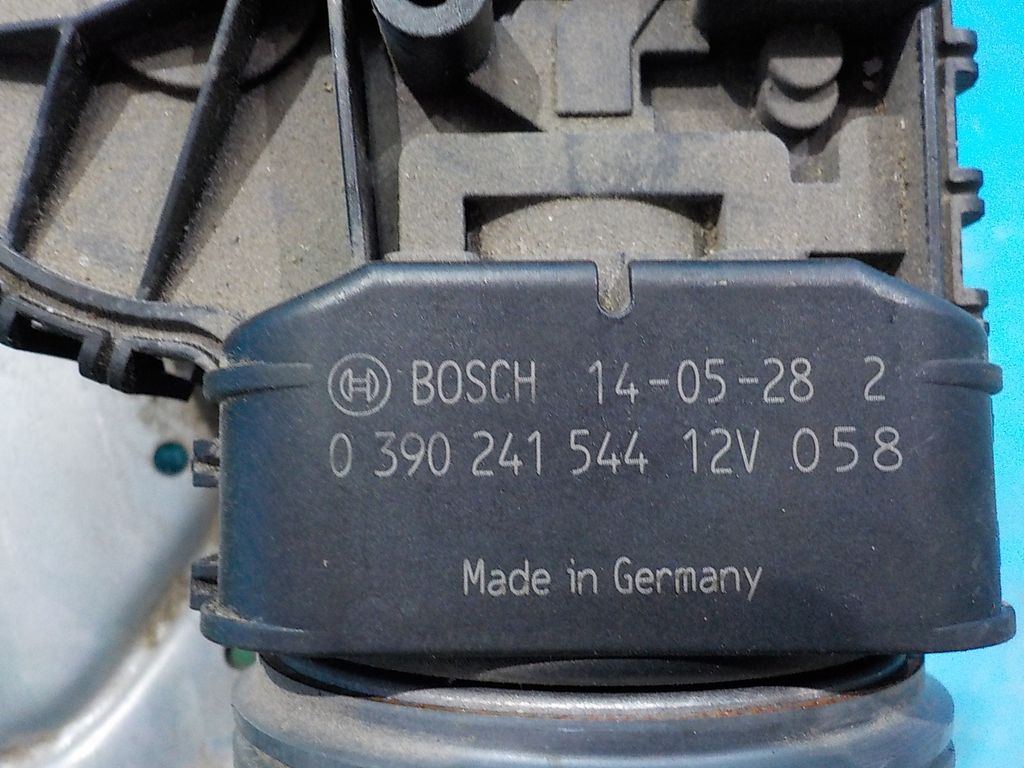 BOSCH 14-05-28 2
0 390 241 544 12V 058
Made in Germany